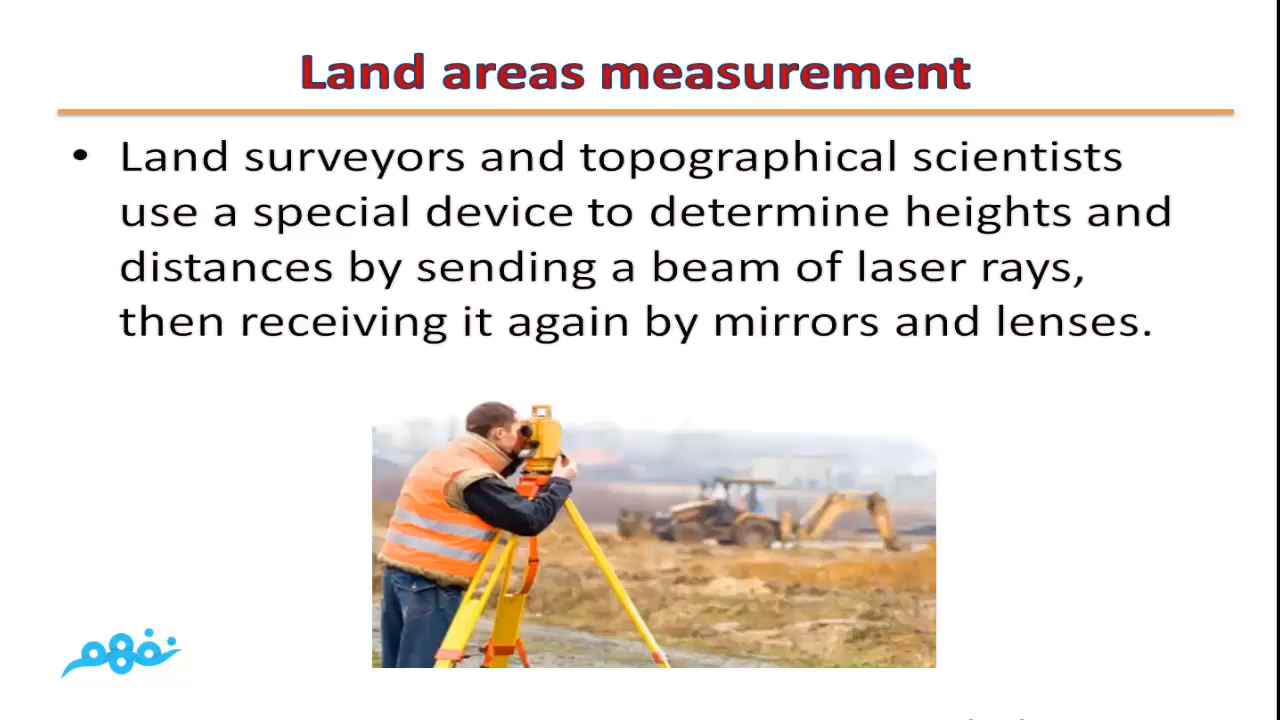 Land areas measurement
• Land surveyors and topographical scientists
use a special device to determine heights and
distances by sending a beam of laser rays,
then receiving it again by mirrors and lenses.
نفهم